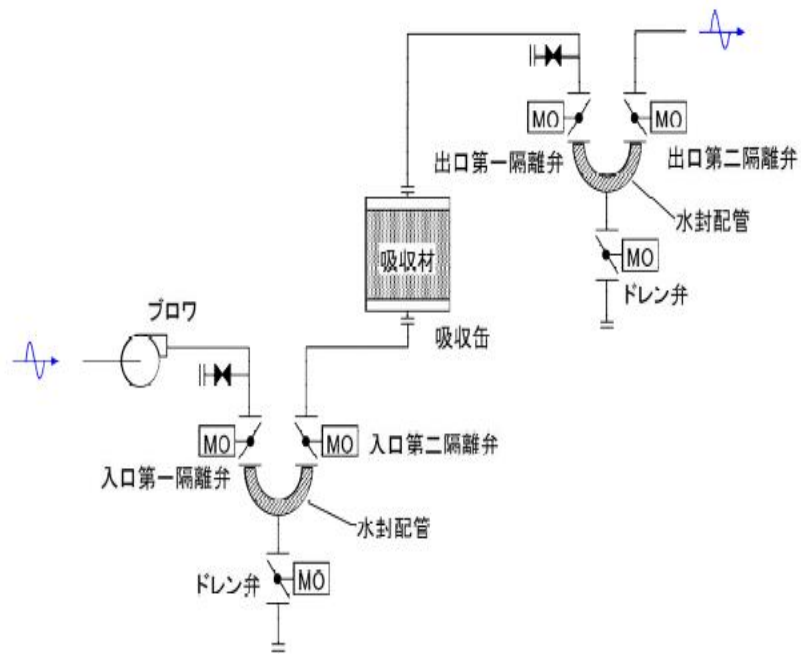 MO
MO
出口第一隔離弁
出口第二隔離弁
水封配管
MO
ドレン弁
吸収材
吸収缶
ブロワ
MO
MO
入口第二隔離弁
入口第一隔離弁
水封配管
ドレン弁
MO